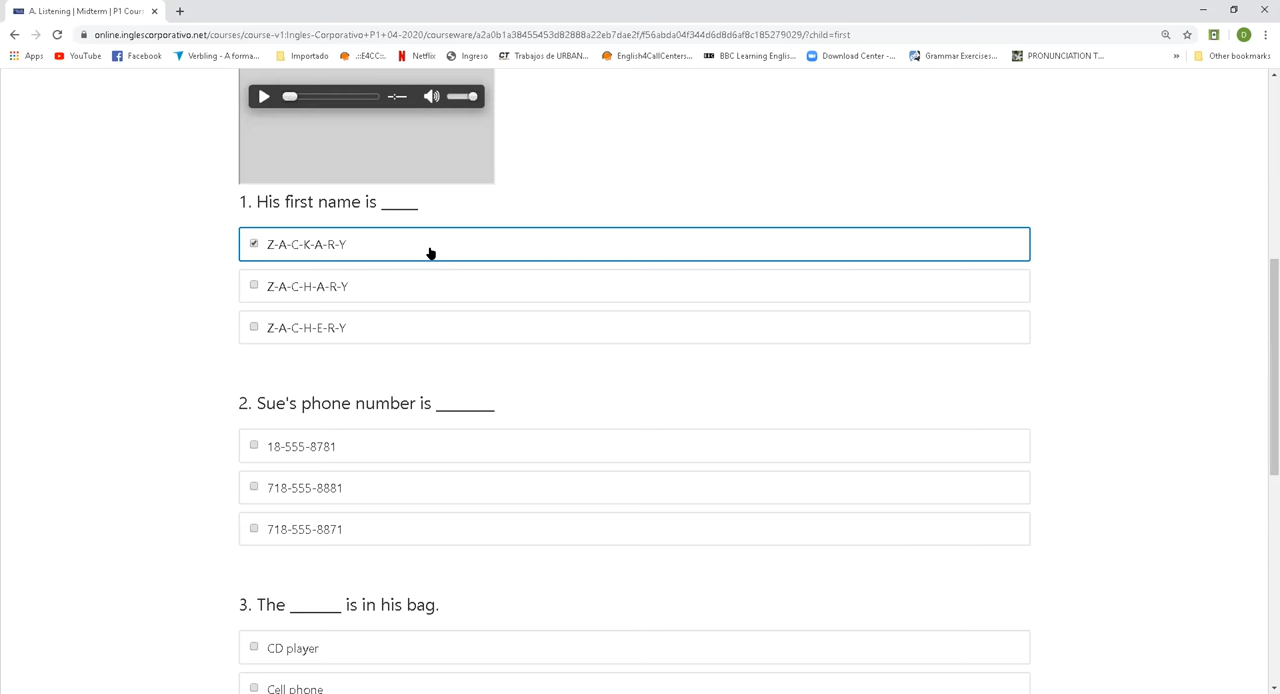 A. Listening | Midterm | P1 Cours
online.inglescorporativo.net/courses/course-v1:Ingles-Corporativo+P1+04-2020/courseware/a2a0b1a38455453d82888a22eb7dae2f/f56abda04f344d6d8d6af8c185279029/?child=first
D
Apps YouTube Facebook Verbling - A forma... Importado .::E4CC::. Netflix Ingreso Trabajos de URBAN... English4CallCenters... BBC Learning Englis... Download Center -... Grammar Exercises... PRONUNCIATION T... » Other bookmarks
1. His first name is _____
Z-A-C-K-A-R-Y
Z-A-C-H-A-R-Y
Z-A-C-H-E-R-Y
2. Sue's phone number is ________
18-555-8781
718-555-8881
718-555-8871
3. The _______ is in his bag.
CD player
Cell phone